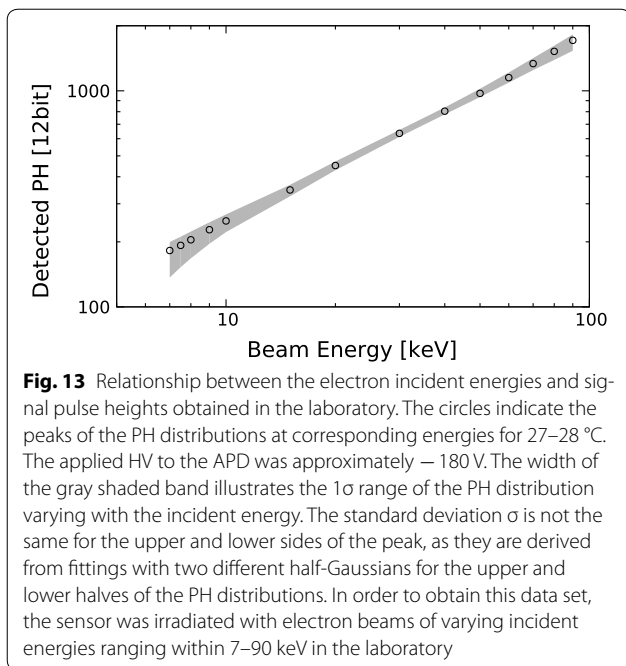 1000
100
Detected PH [12bit]
10
100
Beam Energy [keV]
Fig. 13 Relationship between the electron incident energies and sig-
nal pulse heights obtained in the laboratory. The circles indicate the
peaks of the PH distributions at corresponding energies for 27–28 °C.
The applied HV to the APD was approximately − 180 V. The width of
the gray shaded band illustrates the 1σ range of the PH distribution
varying with the incident energy. The standard deviation σ is not the
same for the upper and lower sides of the peak, as they are derived
from fittings with two different half-Gaussians for the upper and
lower halves of the PH distributions. In order to obtain this data set,
the sensor was irradiated with electron beams of varying incident
energies ranging within 7–90 keV in the laboratory